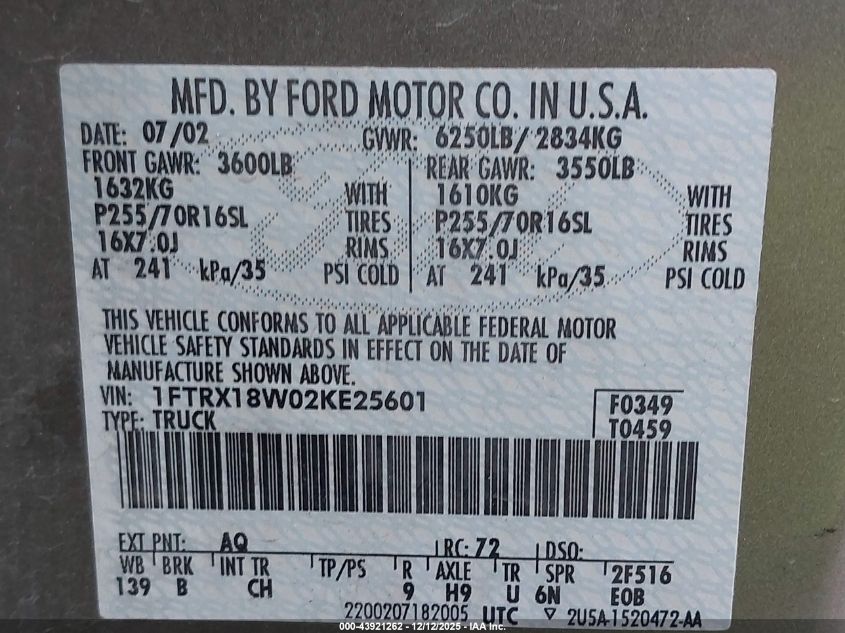 MFD. BY FORD MOTOR CO. IN U.S.A.
DATE: 07/02 GVWR: 6250LB/ 2834KG
FRONT GAWR: 3600LB REAR GAWR: 3550LB
1632KG WITH 1610KG WITH
P255/70R16SL TIRES P255/70R16SL TIRES
16X7.0J RIMS 16X7.0J RIMS
AT 241 kPa/35 PSI COLD AT 241 kPa/35 PSI COLD
THIS VEHICLE CONFORMS TO ALL APPLICABLE FEDERAL MOTOR
VEHICLE SAFETY STANDARDS IN EFFECT ON THE DATE OF
MANUFACTURE SHOWN ABOVE.
VIN: 1FTRX18W02KE25601 F0349
TYPE: TRUCK T0459
EXT PNT: AQ RC: 72 DSO:
WB BRK INT TR TP/PS R AXLE TR SPR 2F516
139 B CH 9 H9 U 6N EOB
2200207182005 UTC ▽ 2U5A-1520472-AA
000-43921262 - 12/12/2025 - IAA Inc.